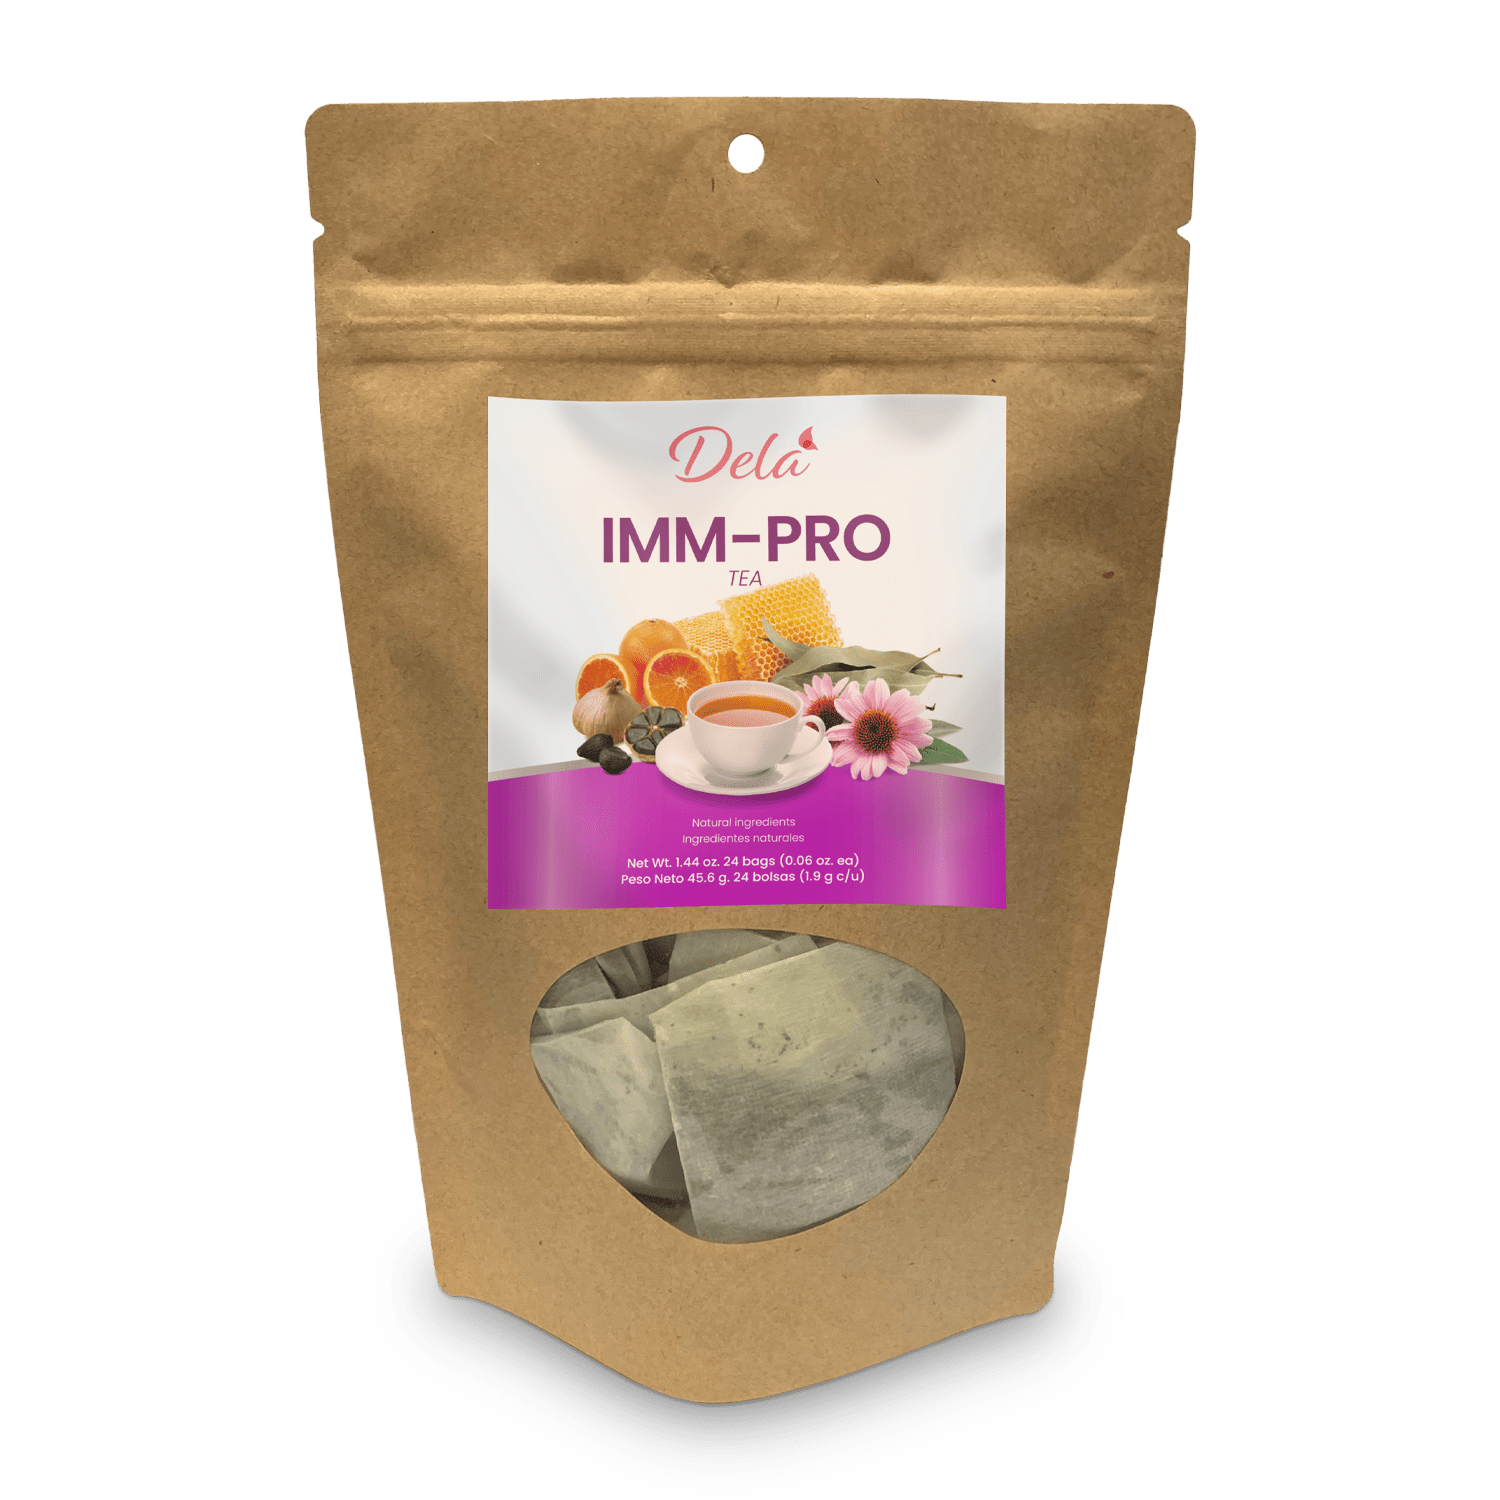 Dela
IMM-PRO
TEA
Natural ingredients
Ingredientes naturales
Net Wt. 1.44 oz. 24 bags (0.06 oz. ea)
Peso Neto 45.6 g. 24 bolsas (1.9 g c/u)